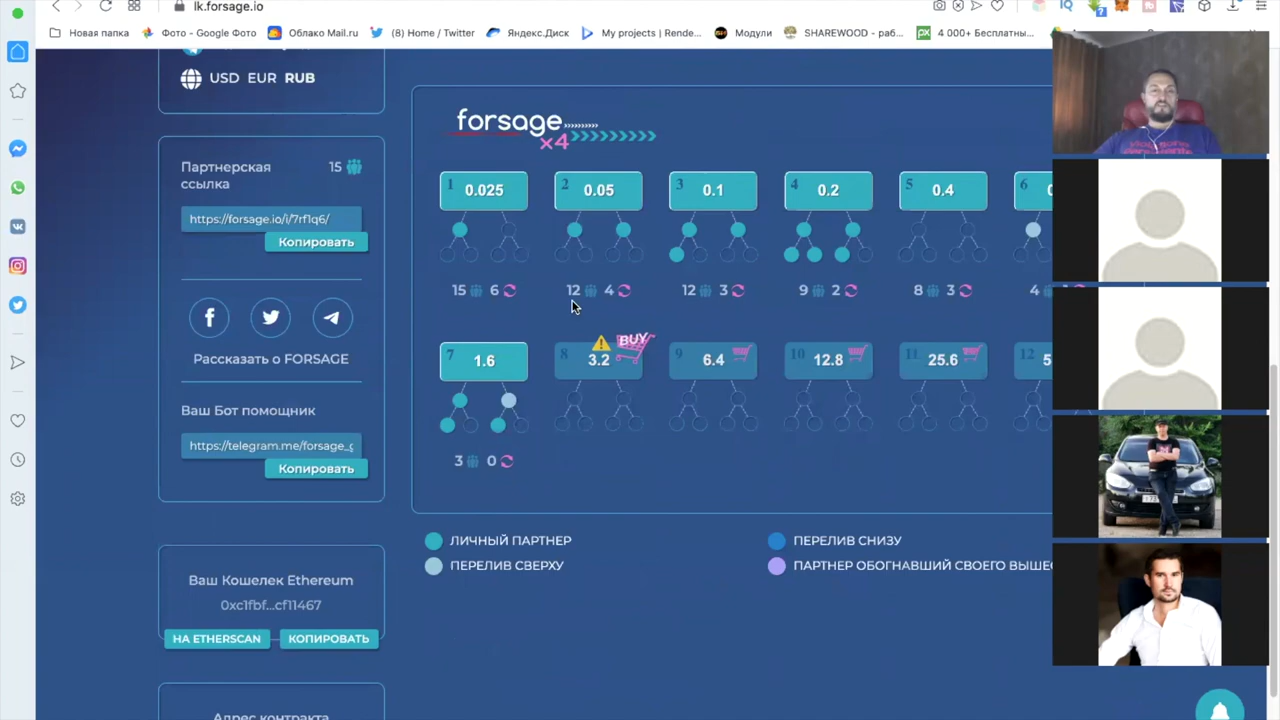 lk.forsage.io
Новая папка
Фото - Google Фото
Облако Mail.ru
(8) Home / Twitter
Яндекс.Диск
My projects | Rende...
Модули
SHAREWOOD - раб...
4 000+ Бесплатны...
USD EUR RUB
Партнерская
ссылка
15
https://forsage.io/i/7rf1q6/
Копировать
Рассказать о FORSAGE
Ваш Бот помощник
https://telegram.me/forsage_g
Копировать
Ваш Кошелек Ethereum
0xc1fbf...cf11467
НА ETHERSCAN
КОПИРОВАТЬ
forsage
x4
1 0.025
2 0.05
3 0.1
4 0.2
5 0.4
6
15 6
12 4
12 3
9 2
8 3
4
7 1.6
8 3.2 BUY
9 6.4
10 12.8
11 25.6
12 5
3 0
ЛИЧНЫЙ ПАРТНЕР
ПЕРЕЛИВ СНИЗУ
ПЕРЕЛИВ СВЕРХУ
ПАРТНЕР ОБОГНАВШИЙ СВОЕГО ВЫШЕ